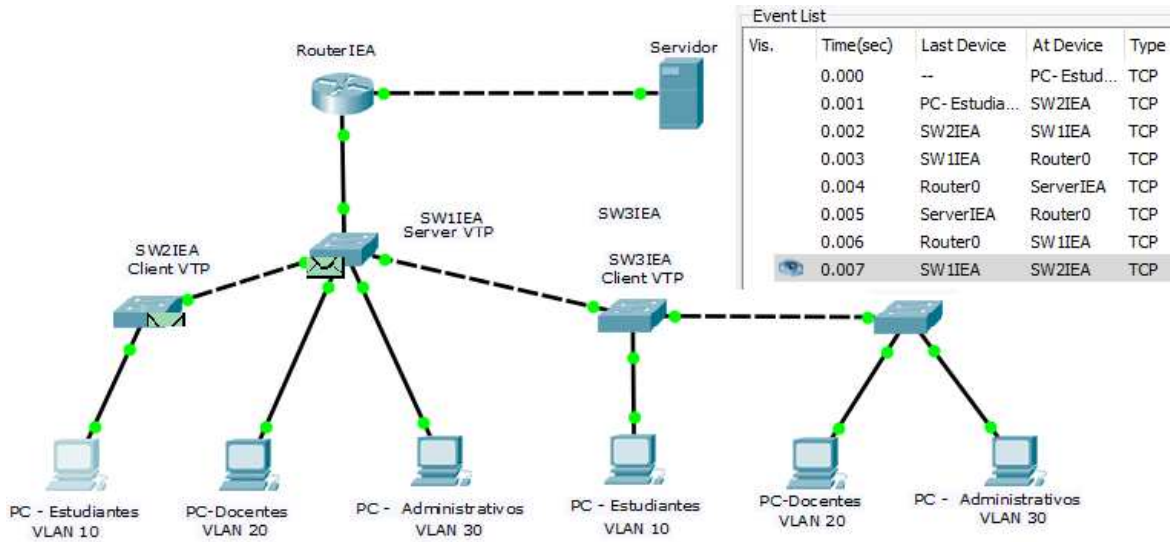 Event List
Vis. Time(sec) Last Device At Device Type
0.000 -- PC-Estud... TCP
0.001 PC-Estudia... SW2IEA TCP
0.002 SW2IEA SW1IEA TCP
0.003 SW1IEA Router0 TCP
0.004 Router0 ServerIEA TCP
0.005 ServerIEA Router0 TCP
0.006 Router0 SW1IEA TCP
0.007 SW1IEA SW2IEA TCP
RouterIEA
Servidor
SW1IEA
Server VTP
SW3IEA
SW2IEA
Client VTP
SW3IEA
Client VTP
PC - Estudiantes
VLAN 10
PC-Docentes
VLAN 20
PC - Administrativos
VLAN 30
PC - Estudiantes
VLAN 10
PC-Docentes
VLAN 20
PC - Administrativos
VLAN 30